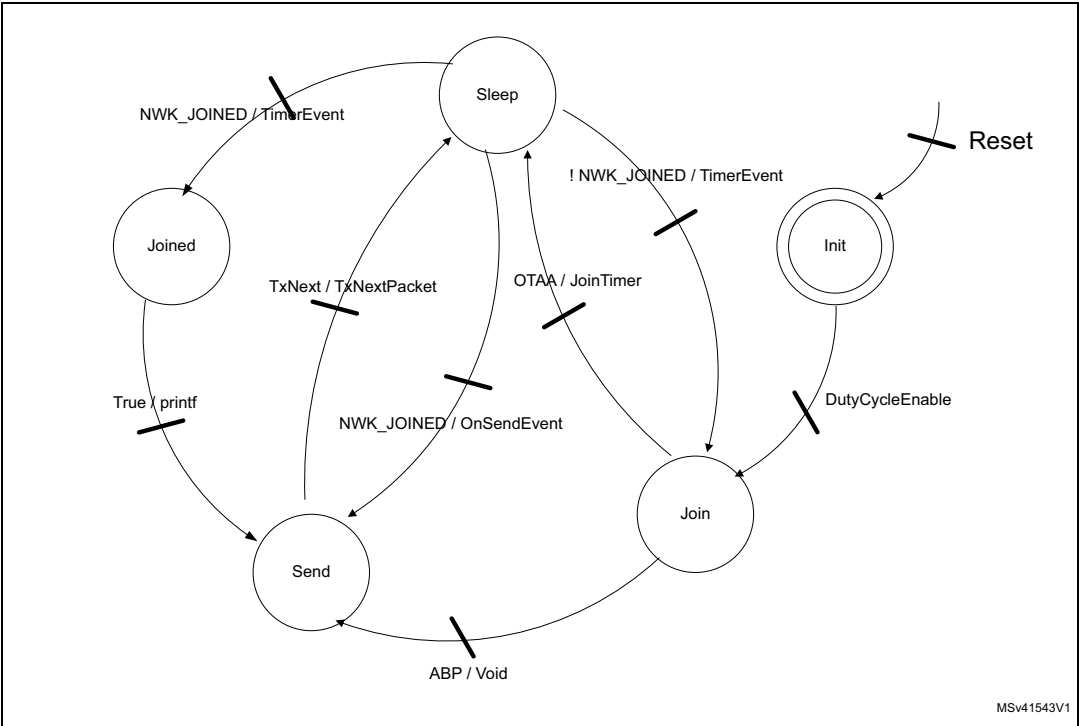 Sleep
NWK_JOINED / TimerEvent
Reset
! NWK_JOINED / TimerEvent
Joined
Init
OTAA / JoinTimer
TxNext / TxNextPacket
DutyCycleEnable
True / printf
NWK_JOINED / OnSendEvent
Join
Send
ABP / Void
MSv41543V1